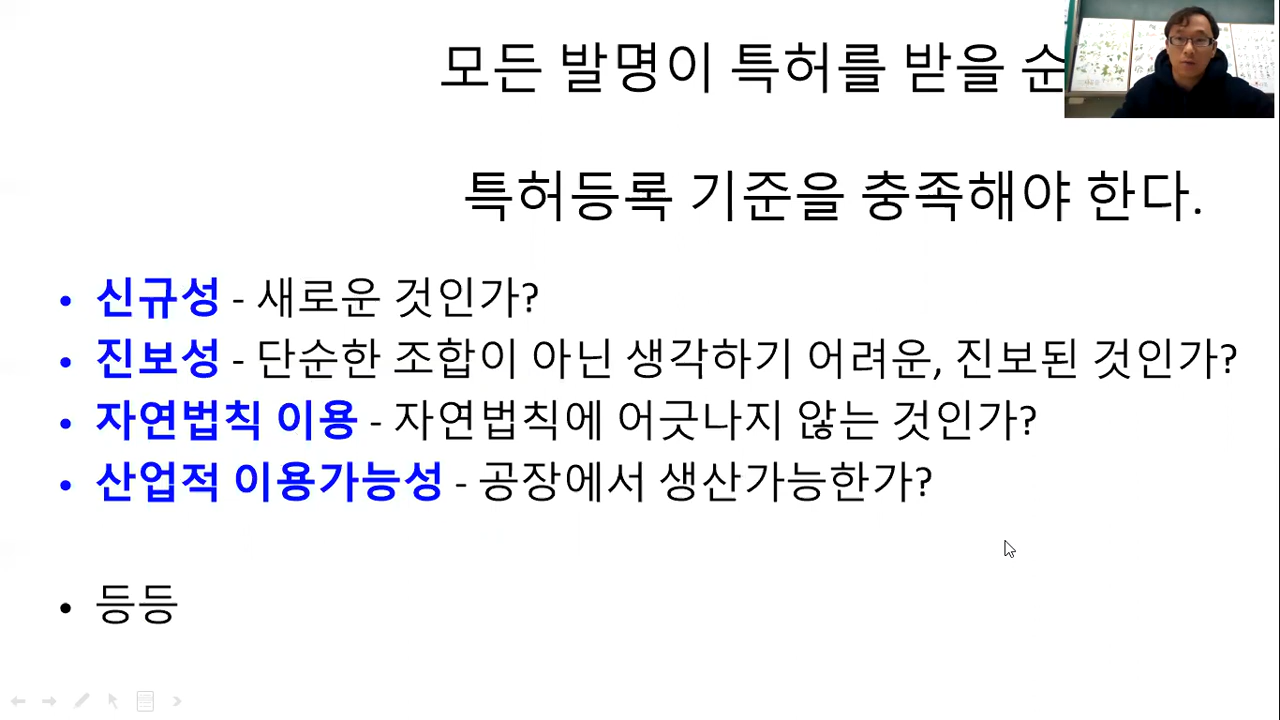 모든 발명이 특허를 받을
특허등록 기준을 충족해야 한다.
• 신규성 - 새로운 것인가?
• 진보성 - 단순한 조합이 아닌 생각하기 어려운, 진보된 것인가?
• 자연법칙 이용 - 자연법칙에 어긋나지 않는 것인가?
• 산업적 이용가능성 - 공장에서 생산가능한가?
• 등등